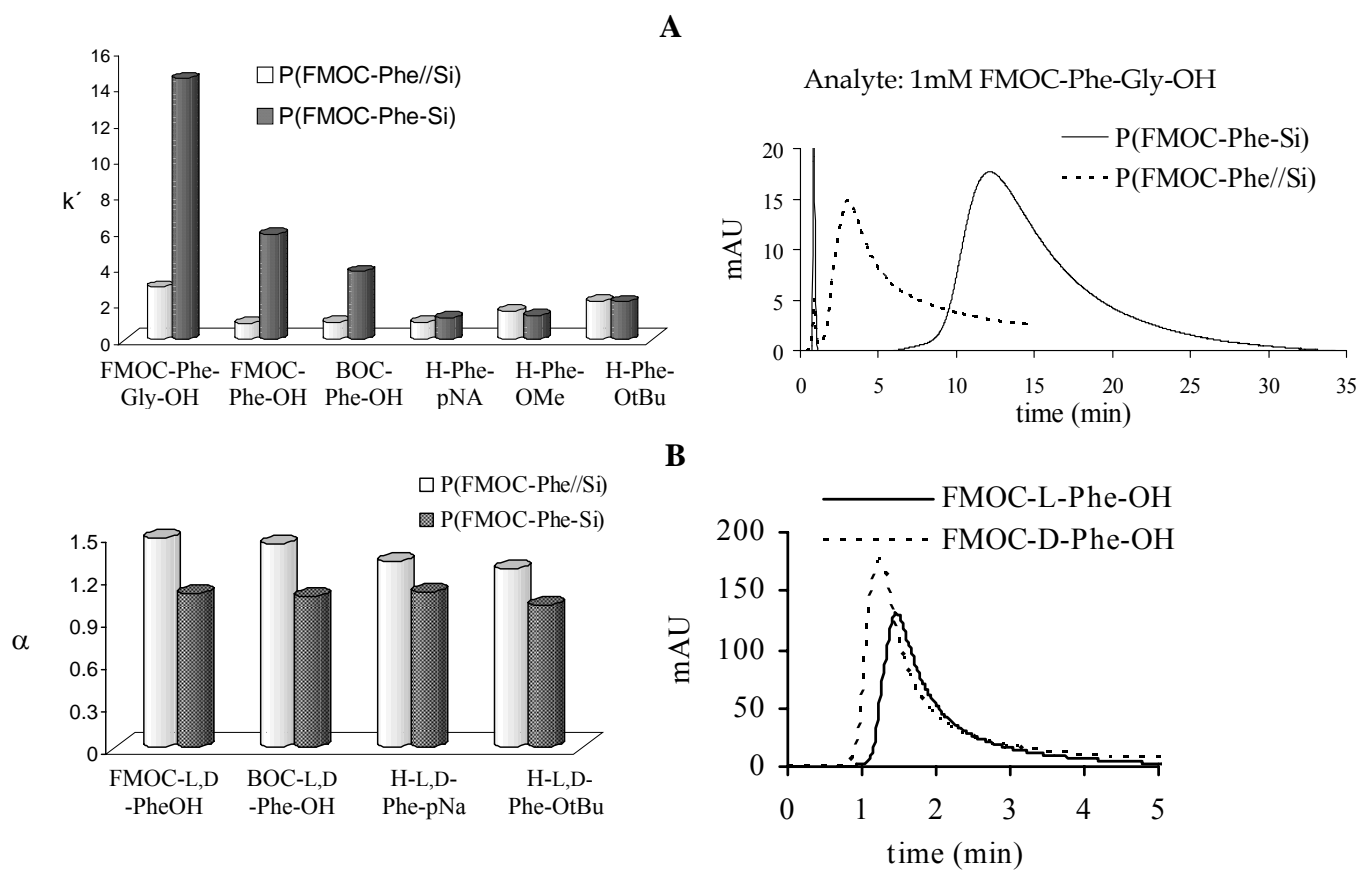 A
16
14
12
10
8
6
4
2
0
k´
P(FMOC-Phe//Si)
P(FMOC-Phe-Si)
FMOC-Phe-
Gly-OH
FMOC-
Phe-OH
BOC-
Phe-OH
H-Phe-
pNA
H-Phe-
OMe
H-Phe-
OtBu
Analyte: 1mM FMOC-Phe-Gly-OH
P(FMOC-Phe-Si)
P(FMOC-Phe//Si)
20
15
10
5
0
mAU
0 5 10 15 20 25 30 35
time (min)
B
P(FMOC-Phe//Si)
P(FMOC-Phe-Si)
1.5
1.2
0.9
0.6
0.3
0
α
FMOC-L,D
-PheOH
BOC-L,D
-Phe-OH
H-L,D-
Phe-pNa
H-L,D-
Phe-OtBu
FMOC-L-Phe-OH
FMOC-D-Phe-OH
200
150
100
50
0
mAU
0 1 2 3 4 5
time (min)